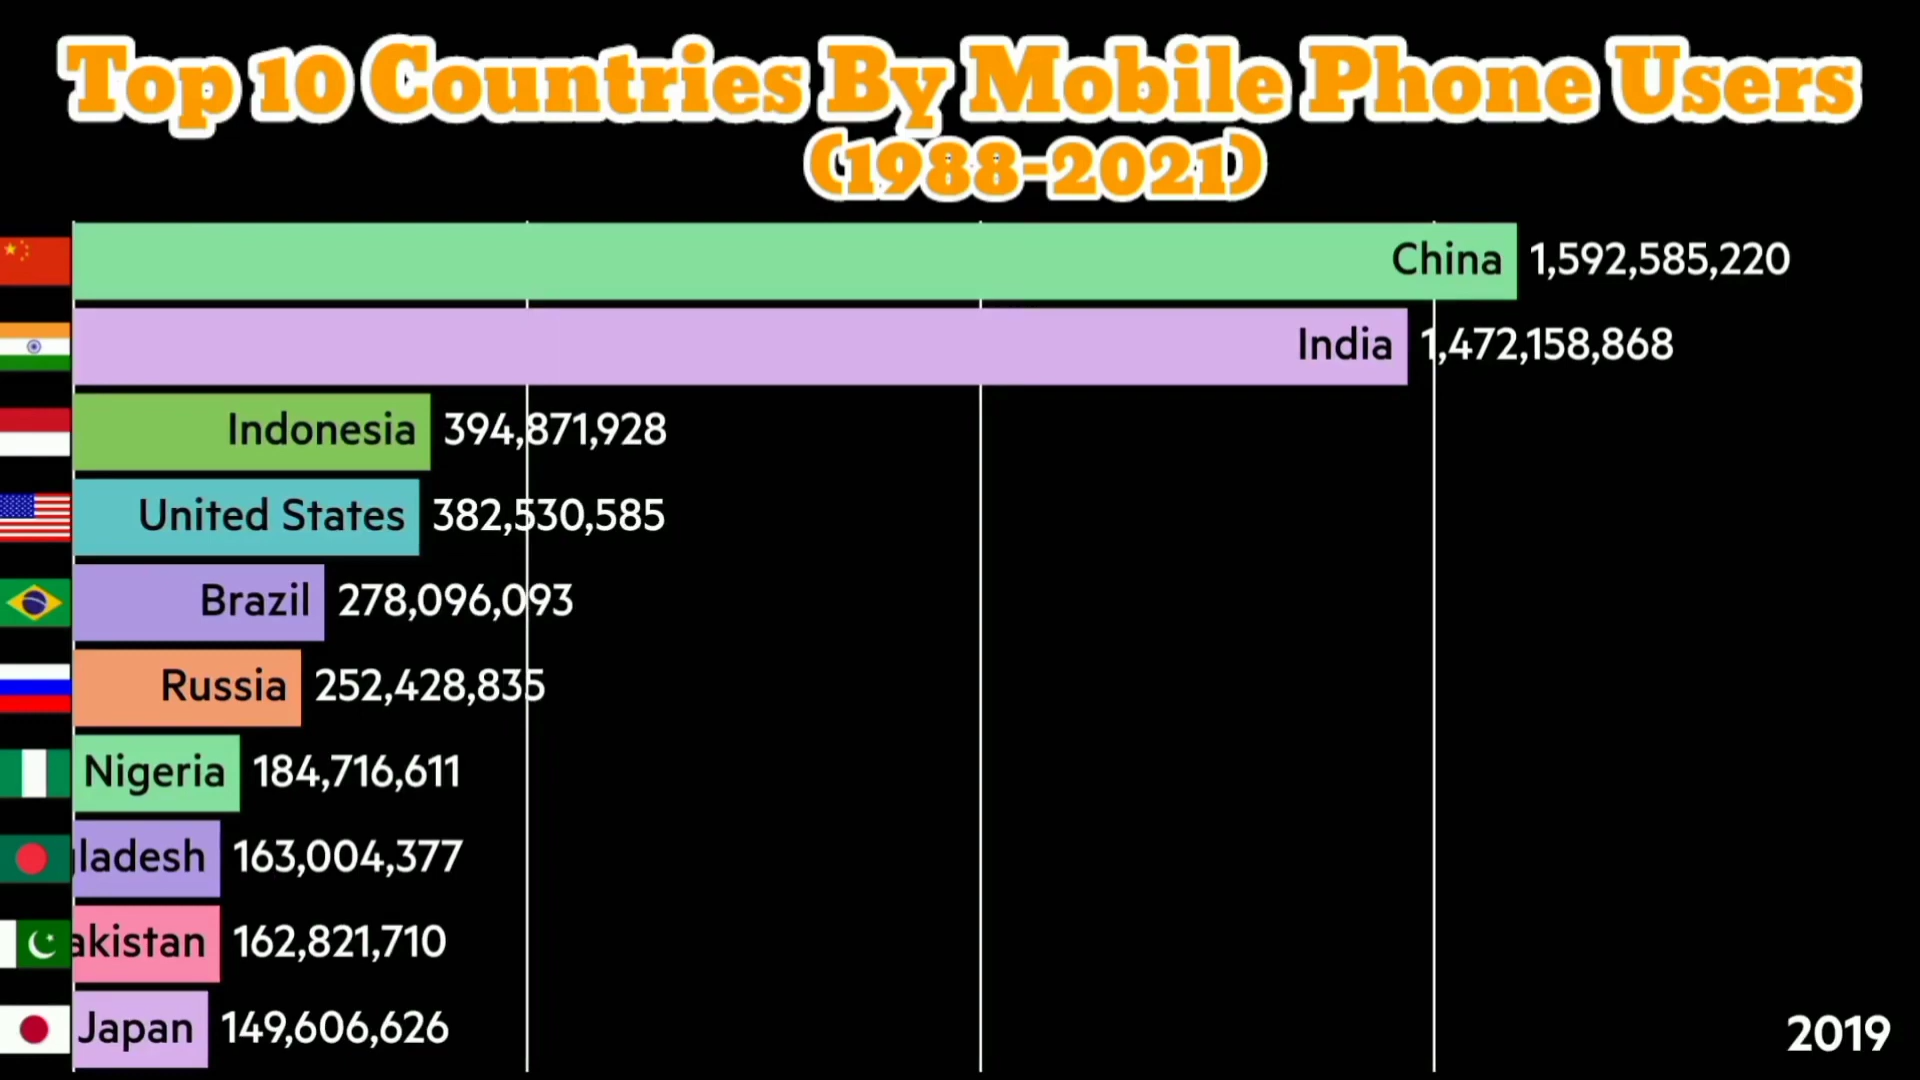 Top 10 Countries By Mobile Phone Users
(1988-2021)
China 1,592,585,220
India 1,472,158,868
Indonesia 394,871,928
United States 382,530,585
Brazil 278,096,093
Russia 252,428,835
Nigeria 184,716,611
ladesh 163,004,377
akistan 162,821,710
Japan 149,606,626
2019